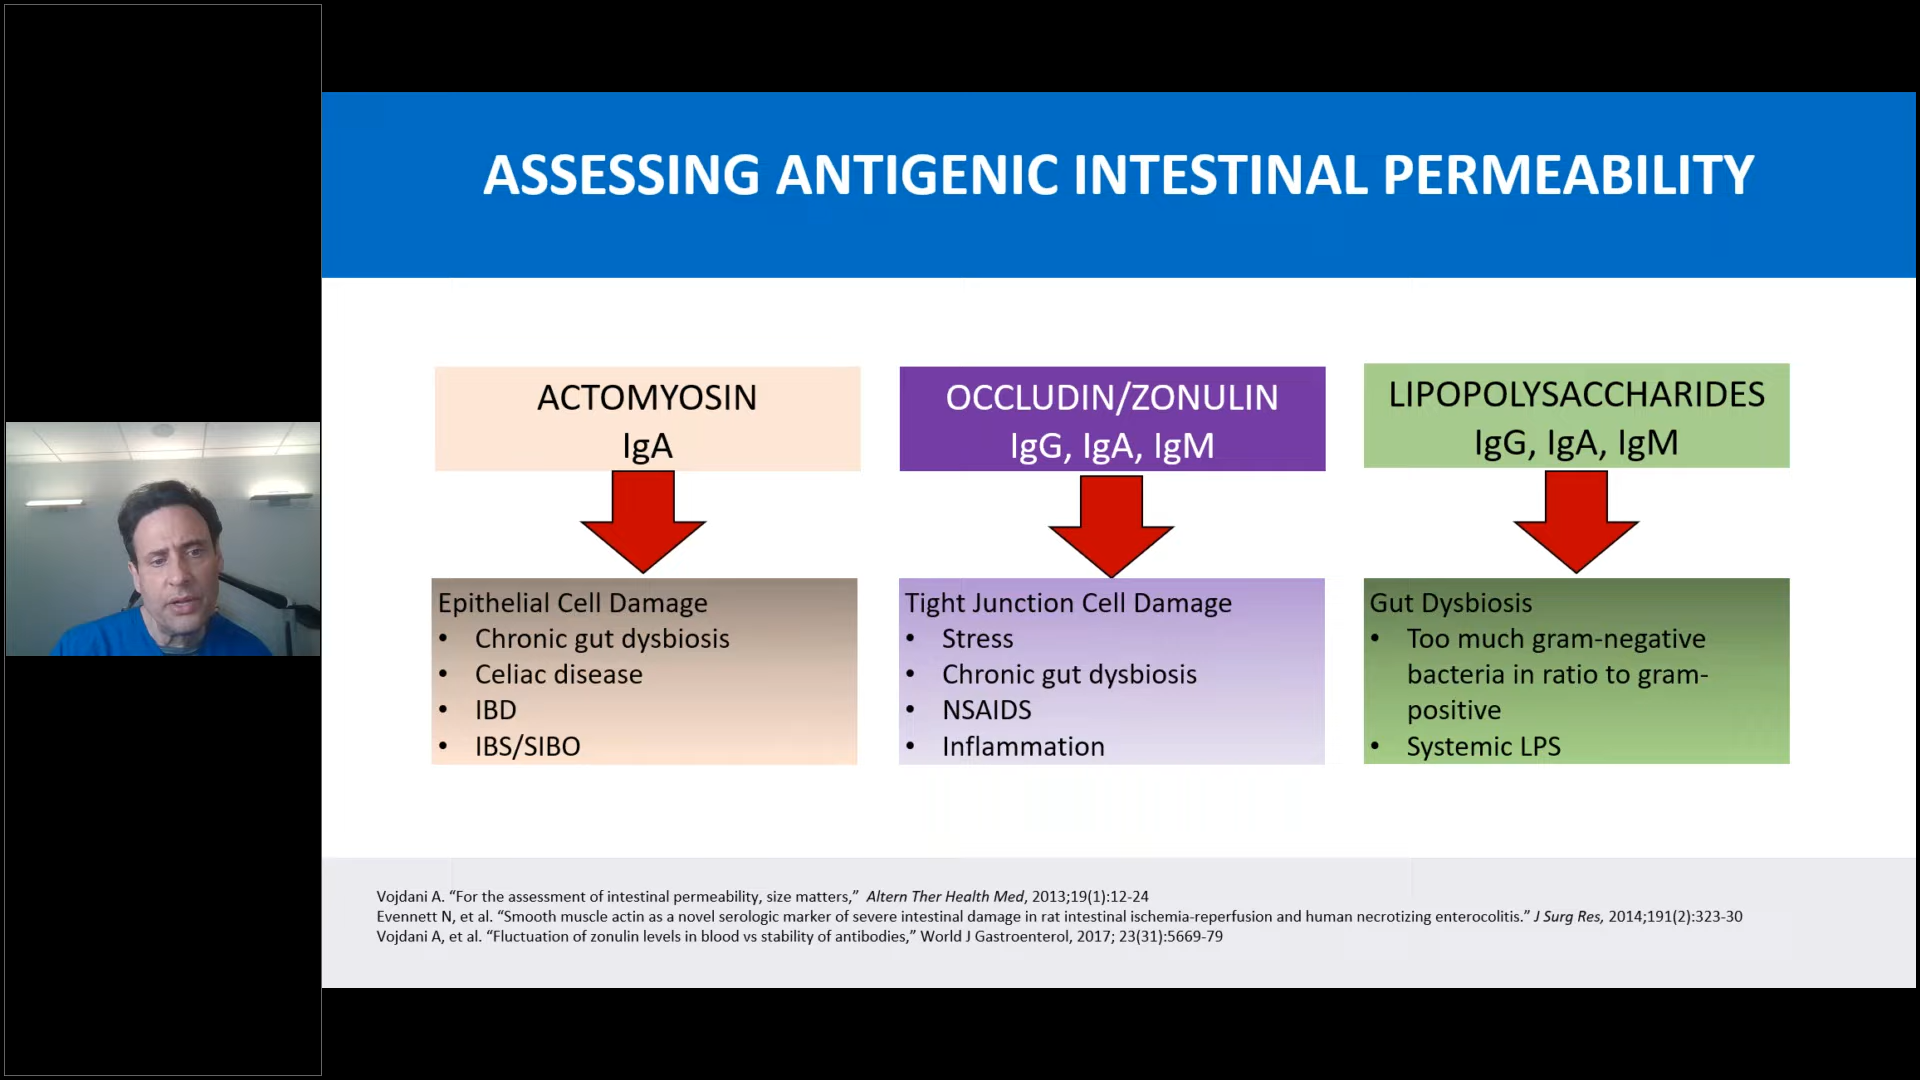 ASSESSING ANTIGENIC INTESTINAL PERMEABILITY
ACTOMYOSIN
IgA
Epithelial Cell Damage
• Chronic gut dysbiosis
• Celiac disease
• IBD
• IBS/SIBO
OCCLUDIN/ZONULIN
IgG, IgA, IgM
Tight Junction Cell Damage
• Stress
• Chronic gut dysbiosis
• NSAIDS
• Inflammation
LIPOPOLYSACCHARIDES
IgG, IgA, IgM
Gut Dysbiosis
• Too much gram-negative
bacteria in ratio to gram-
positive
• Systemic LPS
Vojdani A. “For the assessment of intestinal permeability, size matters,” Altern Ther Health Med, 2013;19(1):12-24
Evennett N, et al. “Smooth muscle actin as a novel serologic marker of severe intestinal damage in rat intestinal ischemia-reperfusion and human necrotizing enterocolitis.” J Surg Res, 2014;191(2):323-30
Vojdani A, et al. “Fluctuation of zonulin levels in blood vs stability of antibodies,” World J Gastroenterol, 2017; 23(31):5669-79